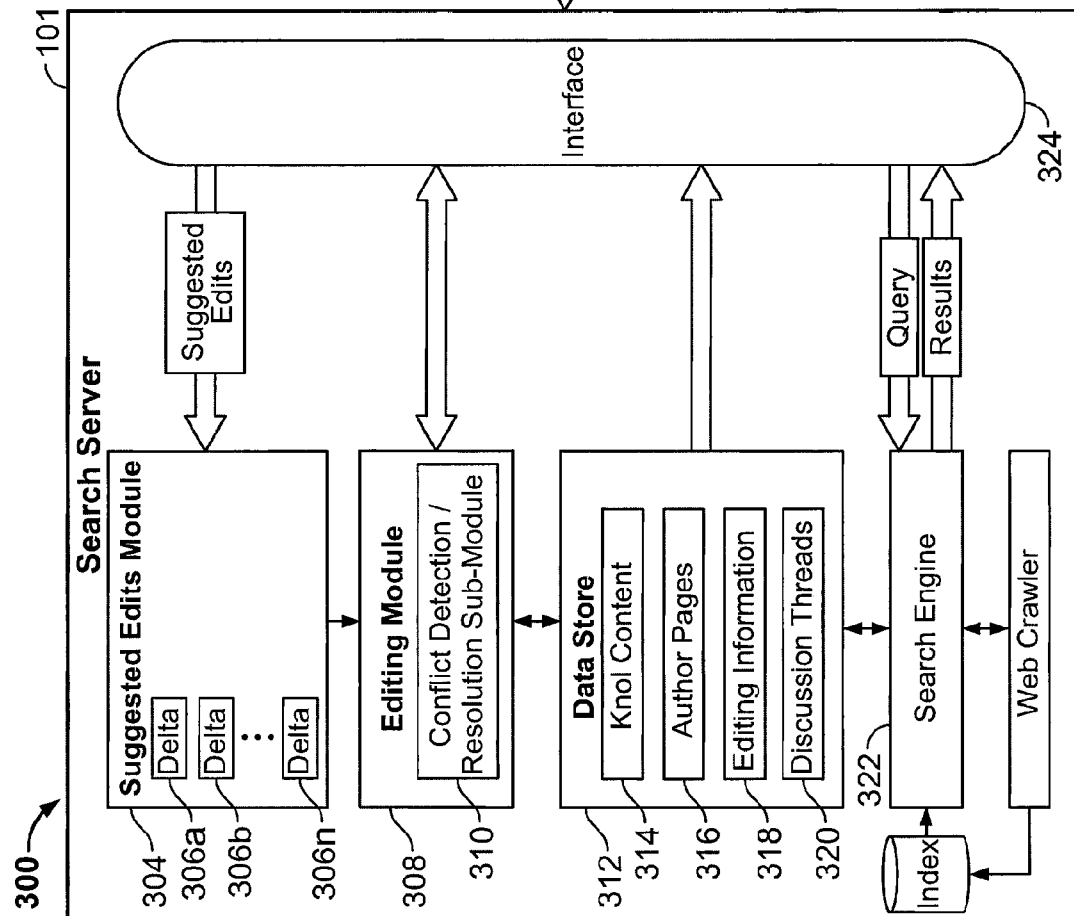 300
Search Server
101
304
Suggested Edits Module
306a
Delta
306b
Delta
306n
Delta
Suggested
Edits
Interface
308
Editing Module
310
Conflict Detection /
Resolution Sub-Module
312
Data Store
314
Knol Content
316
Author Pages
318
Editing Information
320
Discussion Threads
Query
Results
324
322
Search Engine
Index
Web Crawler